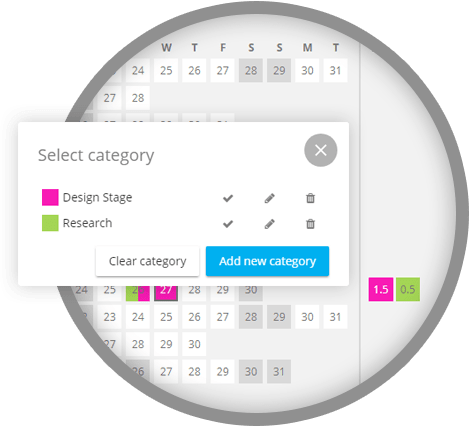 W T F S S M T
24 25 26 27 28 29 30 31
27 28
Select category
Design Stage
Research
Clear category Add new category
24 25 27 28 29 30 1.5 0.5
23 24 25 26 27 28 29 30 31
27 28 29 30
26 27 28 29 30 31